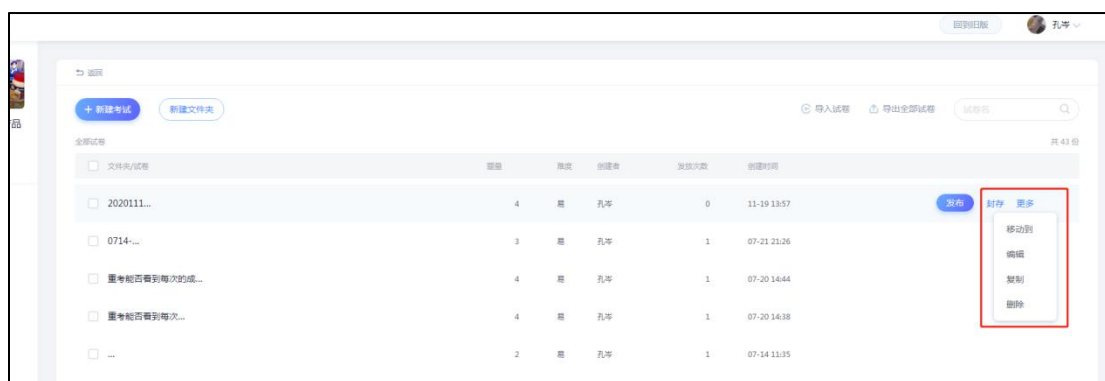 回到旧版 孔岑
返回
品
+ 新建考试 新建文件夹 导入试卷 导出全部试卷 试卷名
全部试卷 共 43 份
文件夹/试卷 题量 难度 创建者 发放次数 创建时间
2020111... 4 易 孔岑 0 11-19 13:57 发布 封存 更多
移动到
0714-... 3 易 孔岑 1 07-21 21:26
编辑
重考能否看到每次的成... 4 易 孔岑 1 07-20 14:44
复制
删除
重考能否看到每次... 4 易 孔岑 1 07-20 14:38
... 2 易 孔岑 1 07-14 11:35